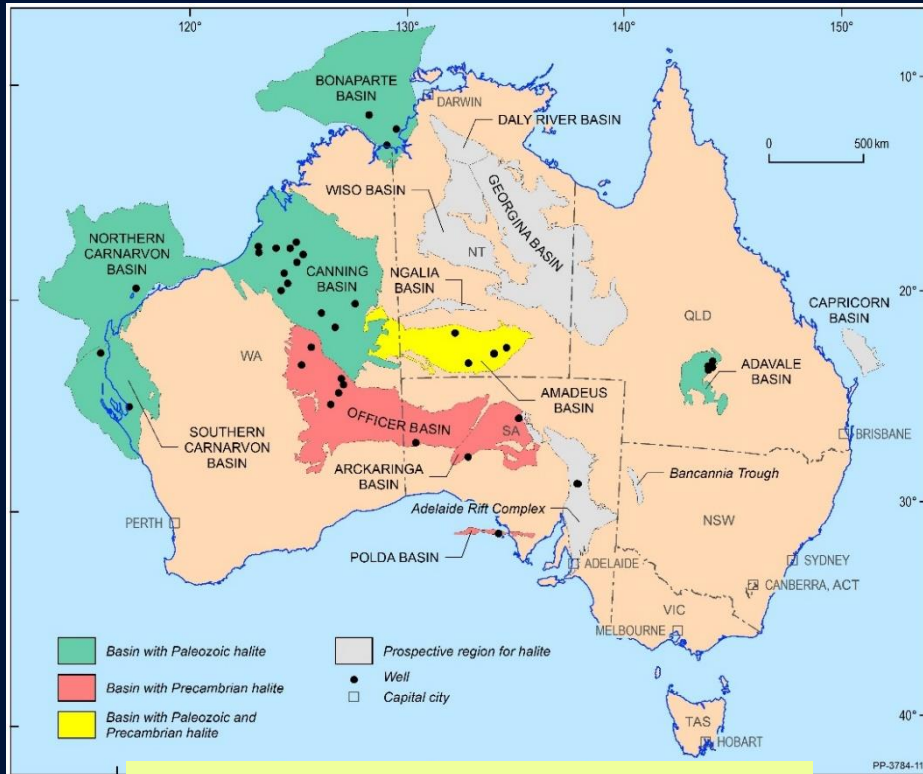 120°
130°
140°
150°
BONAPARTE
BASIN
10°
DARWIN
DALY RIVER BASIN
0
500 km
WISO BASIN
GEORGINA BASIN
NORTHERN
CARNARVON
BASIN
NT
CANNING
BASIN
NGALIA
BASIN
20°
CAPRICORN
BASIN
QLD
WA
ADAVALE
BASIN
AMADEUS
BASIN
OFFICER BASIN
SA
BRISBANE
SOUTHERN
CARNARVON
BASIN
ARCKARINGA
BASIN
Bancannia Trough
Adelaide Rift Complex
30°
NSW
PERTH
POLDA BASIN
ADELAIDE
SYDNEY
CANBERRA, ACT
VIC
MELBOURNE
Basin with Paleozoic halite
Basin with Precambrian halite
Basin with Paleozoic and
Precambrian halite
Prospective region for halite
Well
Capital city
40°
TAS
HOBART
PP-3784-11